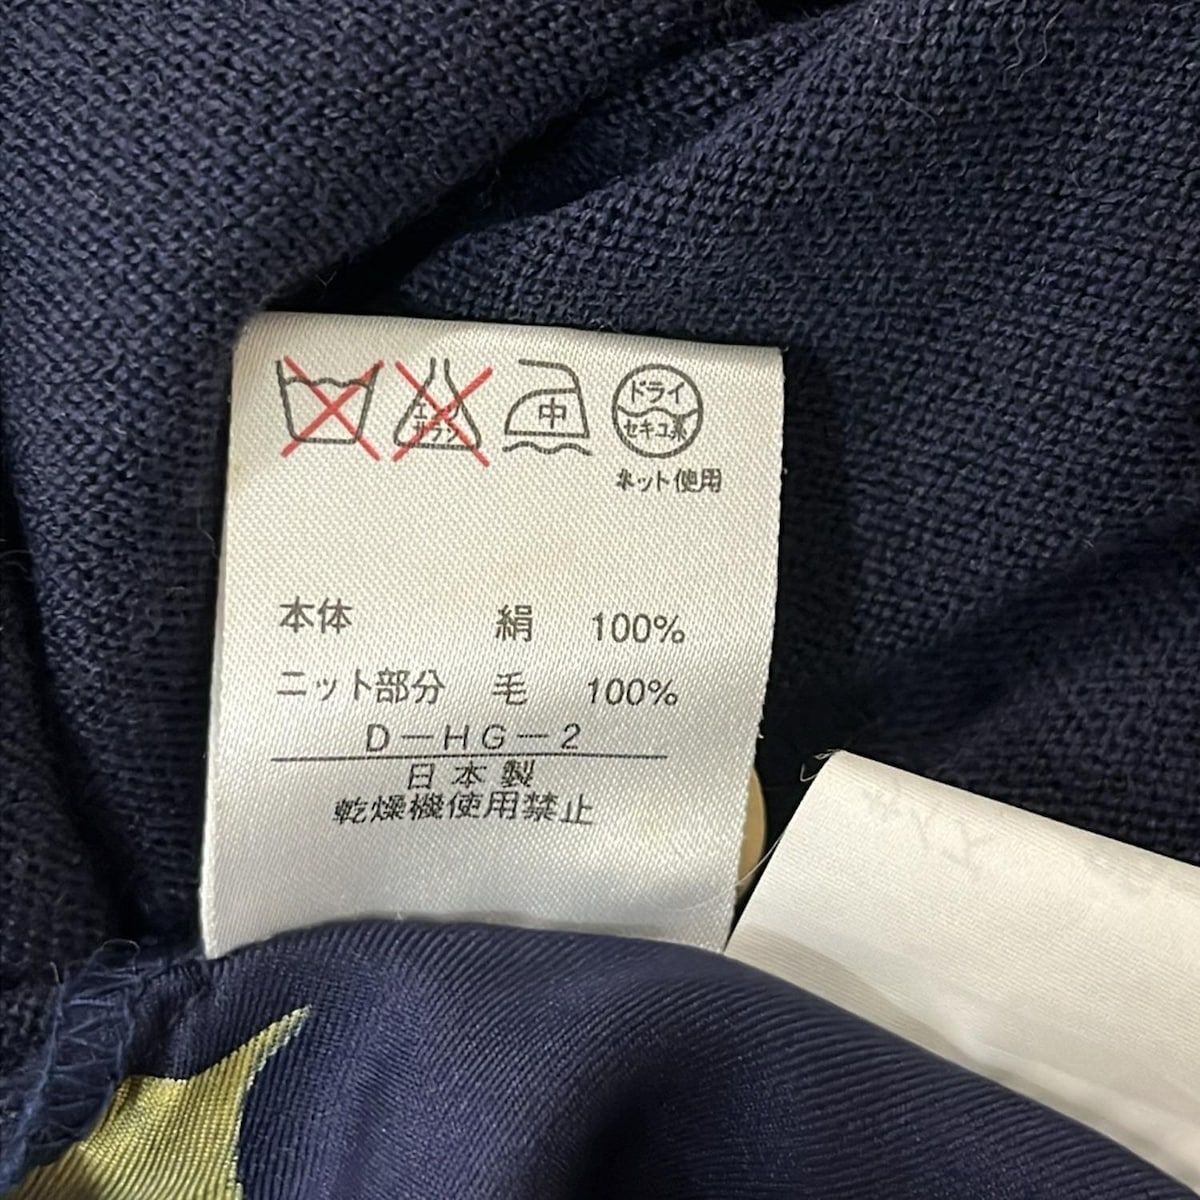 エンソ
サラシ
中
ドライ
セキユ系
ネット使用
本体 絹 100%
ニット部分 毛 100%
D-HG-2
日本製
乾燥機使用禁止